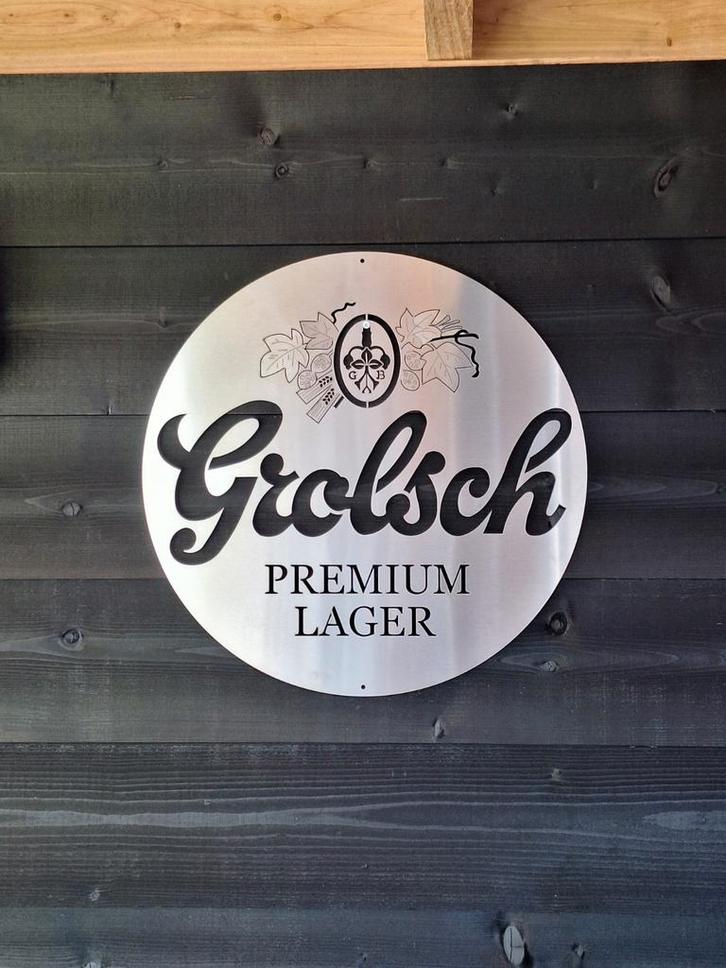 G B
Grolsch
PREMIUM
LAGER